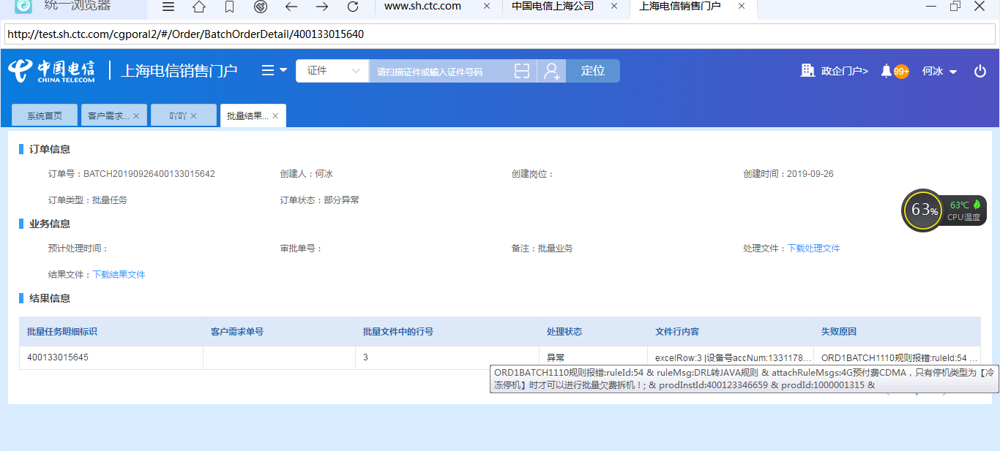 统一浏览器 www.sh.ctc.com × 中国电信上海公司 × 上海电信销售门户 ×
http://test.sh.ctc.com/cgporal2/#/Order/BatchOrderDetail/400133015640
中国电信 CHINA TELECOM 上海电信销售门户 证件 请扫描证件或输入证件号码 定位 政企门户> 99+ 何冰
系统首页 客户需求... × 吖吖 × 批量结果... ×
订单信息
订单号：BATCH20190926400133015642 创建人：何冰 创建岗位： 创建时间：2019-09-26
订单类型：批量任务 订单状态：部分异常
63% 63℃
CPU温度
业务信息
预计处理时间： 审批单号： 备注：批量业务 处理文件：下载处理文件
结果文件：下载结果文件
结果信息
批量任务明细标识 客户需求单号 批量文件中的行号 处理状态 文件行内容 失败原因
400133015645 3 异常 excelRow:3 |设备号accNum:1331178... ORD1BATCH1110规则报错:ruleId:54 ...
ORD1BATCH1110规则报错:ruleId:54 & ruleMsg:DRL转JAVA规则 & attachRuleMsgs:4G预付费CDMA，只有停机类型为【冷
冻停机】时才可以进行批量欠费拆机！; & prodInstId:400123346659 & prodId:1000001315 &